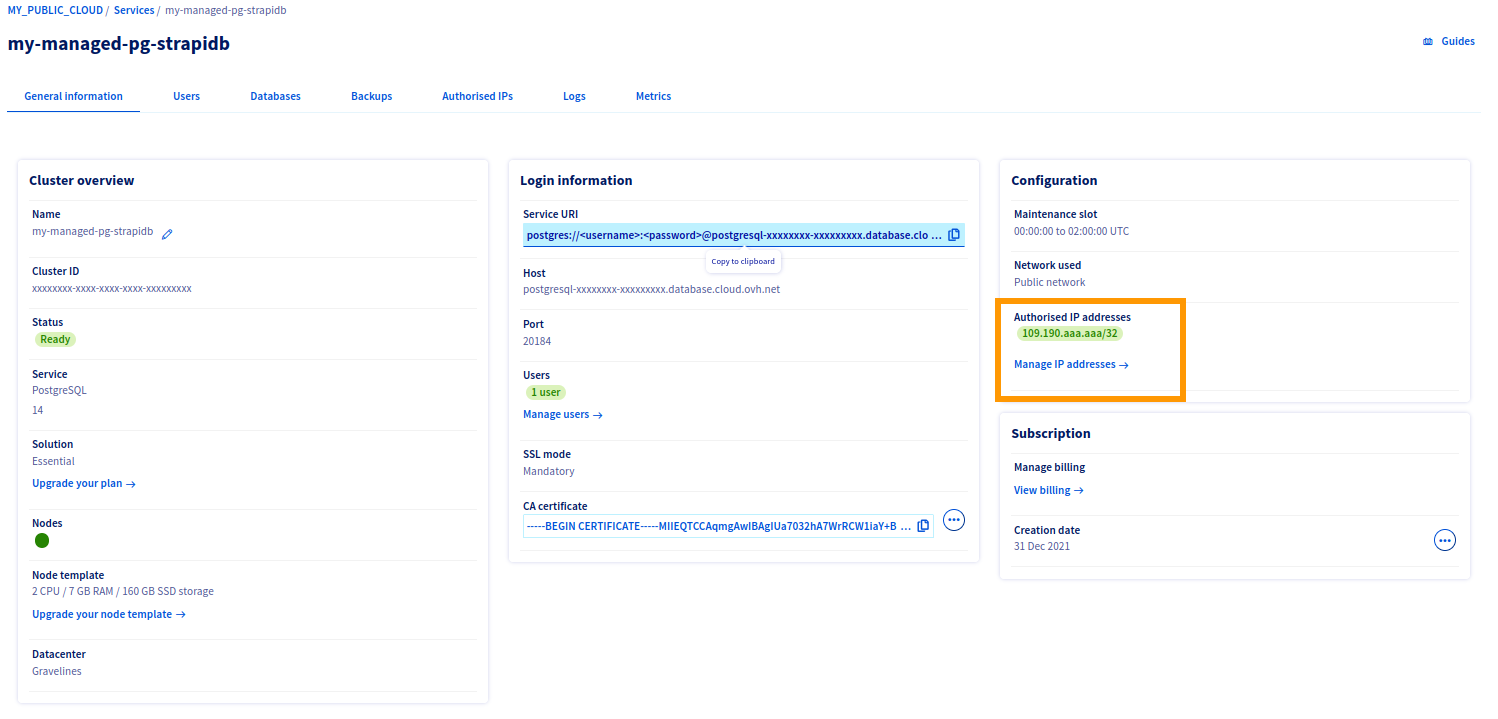 MY_PUBLIC_CLOUD / Services / my-managed-pg-strapidb
my-managed-pg-strapidb
Guides
General information Users Databases Backups Authorised IPs Logs Metrics
Cluster overview
Name
my-managed-pg-strapidb
Cluster ID
xxxxxxxx-xxxx-xxxx-xxxx-xxxxxxxxx
Status
Ready
Service
PostgreSQL
14
Solution
Essential
Upgrade your plan →
Nodes
Node template
2 CPU / 7 GB RAM / 160 GB SSD storage
Upgrade your node template →
Datacenter
Gravelines
Login information
Service URI
postgres://<username>:<password>@postgresql-xxxxxxxx-xxxxxxxxx.database.clo ...
Copy to clipboard
Host
postgresql-xxxxxxxx-xxxxxxxxx.database.cloud.ovh.net
Port
20184
Users
1 user
Manage users →
SSL mode
Mandatory
CA certificate
-----BEGIN CERTIFICATE-----MIIEQTCCAqmgAwIBAgIUa7032hA7WrRCW1iaY+B ...
Configuration
Maintenance slot
00:00:00 to 02:00:00 UTC
Network used
Public network
Authorised IP addresses
109.190.aaa.aaa/32
Manage IP addresses →
Subscription
Manage billing
View billing →
Creation date
31 Dec 2021